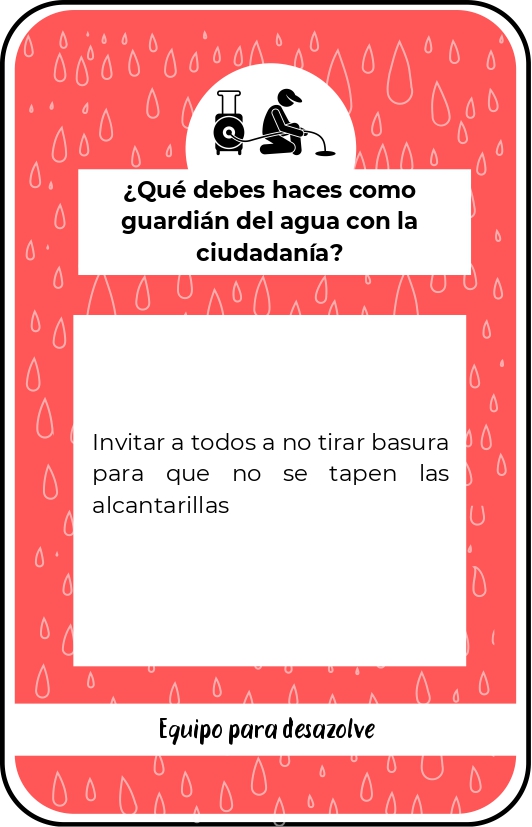 ¿Qué debes haces como
guardián del agua con la
ciudadanía?
Invitar a todos a no tirar basura
para que no se tapen las
alcantarillas
Equipo para desazolve